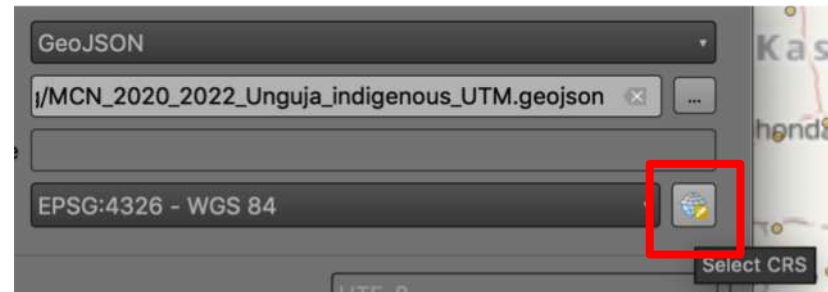 GeoJSON
Kas
/MCN_2020_2022_Unguja_indigenous_UTM.geojson
...
hond
e
EPSG:4326 - WGS 84
Select CRS